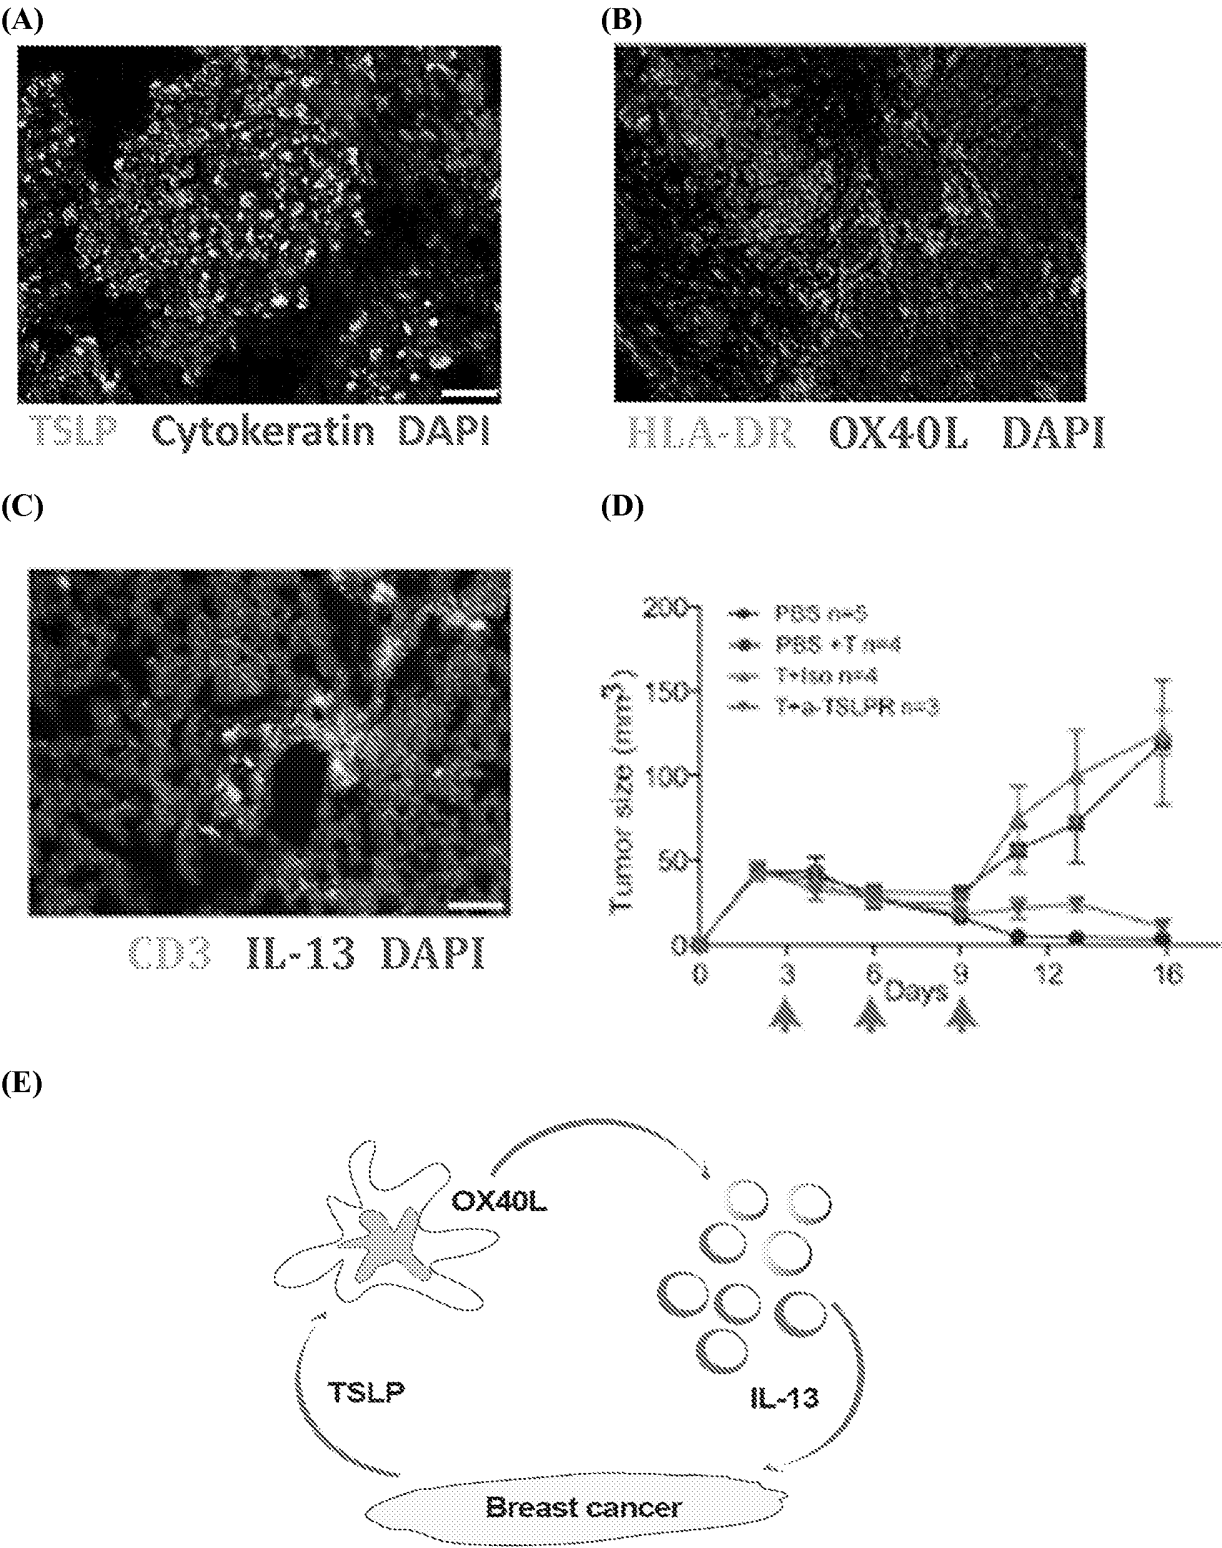 (A)
(B)
TSLP Cytokeratin DAPI
HLA-DR OX40L DAPI
(C)
(D)
CD3 IL-13 DAPI
PBS n=5
PBS +T n=4
T+Iso n=4
T+a-TSLPR n=3
Tumor size (mm³)
200
150
100
50
0
0 3 6 9 12 16
Days
(E)
OX40L
TSLP
IL-13
Breast cancer